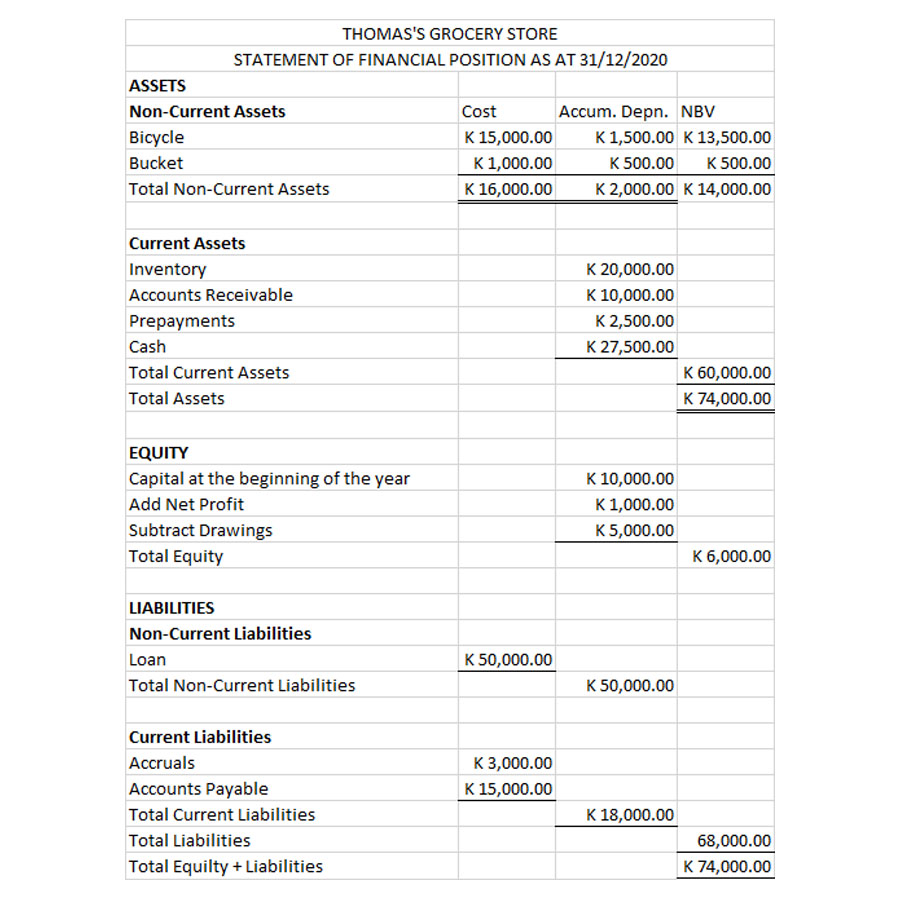 THOMAS'S GROCERY STORE
STATEMENT OF FINANCIAL POSITION AS AT 31/12/2020
ASSETS
Non-Current Assets Cost Accum. Depn. NBV
Bicycle K 15,000.00 K 1,500.00 K 13,500.00
Bucket K 1,000.00 K 500.00 K 500.00
Total Non-Current Assets K 16,000.00 K 2,000.00 K 14,000.00
Current Assets
Inventory K 20,000.00
Accounts Receivable K 10,000.00
Prepayments K 2,500.00
Cash K 27,500.00
Total Current Assets K 60,000.00
Total Assets K 74,000.00
EQUITY
Capital at the beginning of the year K 10,000.00
Add Net Profit K 1,000.00
Subtract Drawings K 5,000.00
Total Equity K 6,000.00
LIABILITIES
Non-Current Liabilities
Loan K 50,000.00
Total Non-Current Liabilities K 50,000.00
Current Liabilities
Accruals K 3,000.00
Accounts Payable K 15,000.00
Total Current Liabilities K 18,000.00
Total Liabilities 68,000.00
Total Equilty + Liabilities K 74,000.00